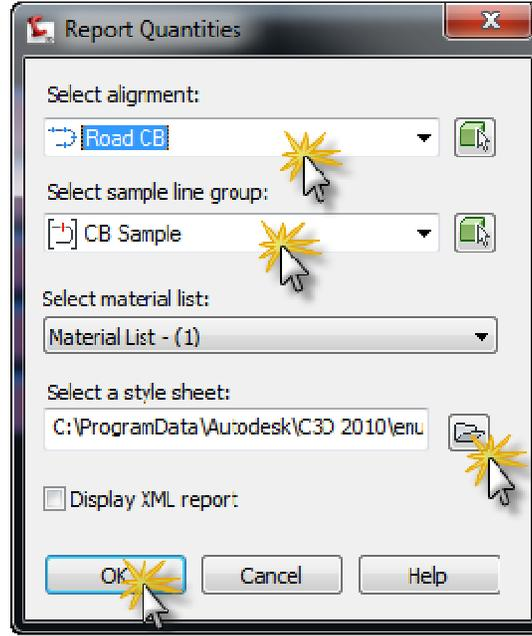 Report Quantities
Select alignment:
Road CB
Select sample line group:
CB Sample
Select material list:
Material List - (1)
Select a style sheet:
C:\ProgramData\Autodesk\C3D 2010\enu
Display XML report
OK Cancel Help